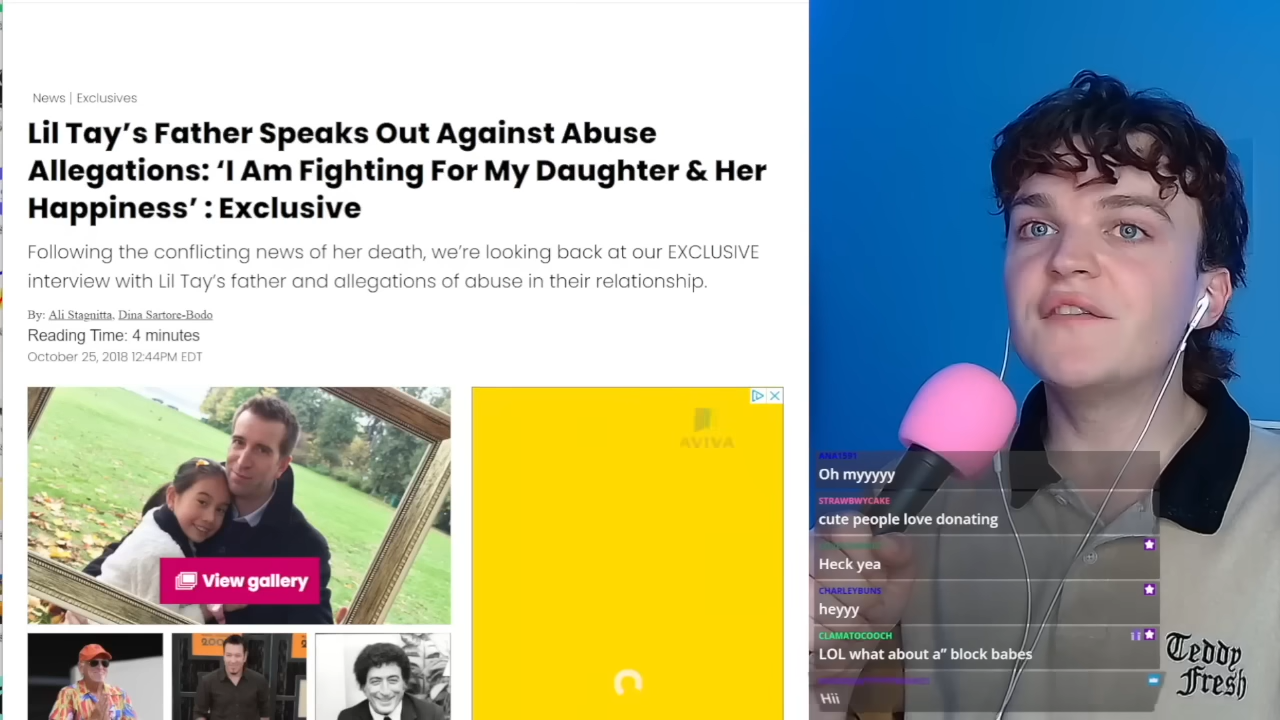 News | Exclusives
Lil Tay’s Father Speaks Out Against Abuse
Allegations: ‘I Am Fighting For My Daughter & Her
Happiness’ : Exclusive
Following the conflicting news of her death, we’re looking back at our EXCLUSIVE
interview with Lil Tay’s father and allegations of abuse in their relationship.
By: Ali Stagnitta, Dina Sartore-Bodo
Reading Time: 4 minutes
October 25, 2018 12:44PM EDT
View gallery
AVIVA
ANA1591
Oh myyyyy
STRAWBWYCAKE
cute people love donating
Heck yea
CHARLEYBUNS
heyyy
CLAMATOCOOCH
LOL what about a” block babes
Hii
Teddy
Fresh